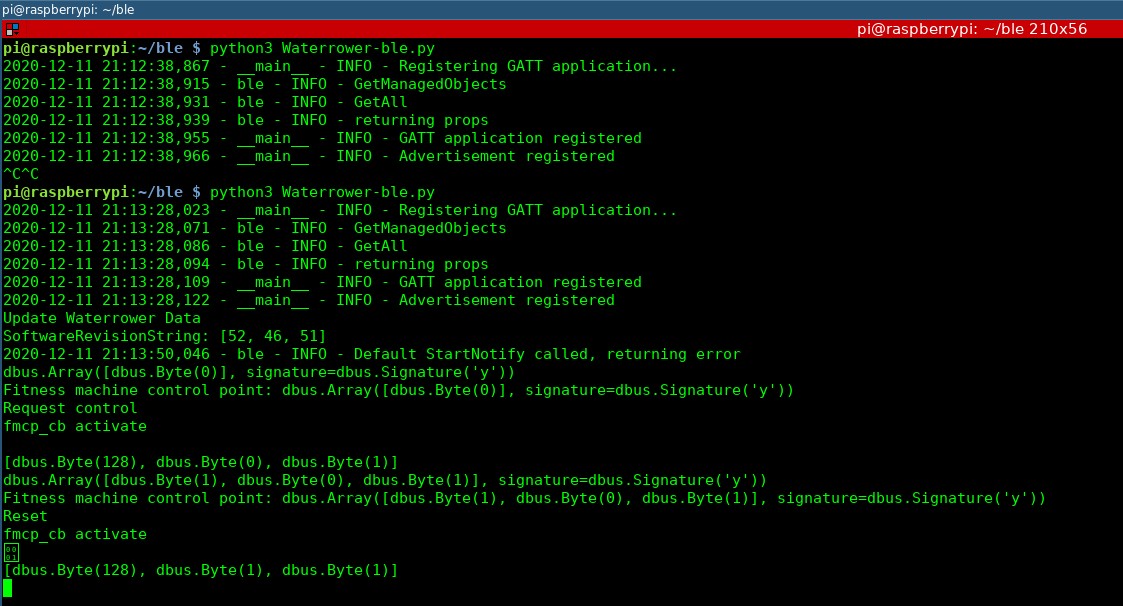 pi@raspberrypi: ~/ble
pi@raspberrypi: ~/ble 210x56
pi@raspberrypi:~/ble $ python3 Waterrower-ble.py
2020-12-11 21:12:38,867 - __main__ - INFO - Registering GATT application...
2020-12-11 21:12:38,915 - ble - INFO - GetManagedObjects
2020-12-11 21:12:38,931 - ble - INFO - GetAll
2020-12-11 21:12:38,939 - ble - INFO - returning props
2020-12-11 21:12:38,955 - __main__ - INFO - GATT application registered
2020-12-11 21:12:38,966 - __main__ - INFO - Advertisement registered
^C^C
pi@raspberrypi:~/ble $ python3 Waterrower-ble.py
2020-12-11 21:13:28,023 - __main__ - INFO - Registering GATT application...
2020-12-11 21:13:28,071 - ble - INFO - GetManagedObjects
2020-12-11 21:13:28,086 - ble - INFO - GetAll
2020-12-11 21:13:28,094 - ble - INFO - returning props
2020-12-11 21:13:28,109 - __main__ - INFO - GATT application registered
2020-12-11 21:13:28,122 - __main__ - INFO - Advertisement registered
Update Waterrower Data
SoftwareRevisionString: [52, 46, 51]
2020-12-11 21:13:50,046 - ble - INFO - Default StartNotify called, returning error
dbus.Array([dbus.Byte(0)], signature=dbus.Signature('y'))
Fitness machine control point: dbus.Array([dbus.Byte(0)], signature=dbus.Signature('y'))
Request control
fmcp_cb activate
[dbus.Byte(128), dbus.Byte(0), dbus.Byte(1)]
dbus.Array([dbus.Byte(1), dbus.Byte(0), dbus.Byte(1)], signature=dbus.Signature('y'))
Fitness machine control point: dbus.Array([dbus.Byte(1), dbus.Byte(0), dbus.Byte(1)], signature=dbus.Signature('y'))
Reset
fmcp_cb activate
[dbus.Byte(128), dbus.Byte(1), dbus.Byte(1)]